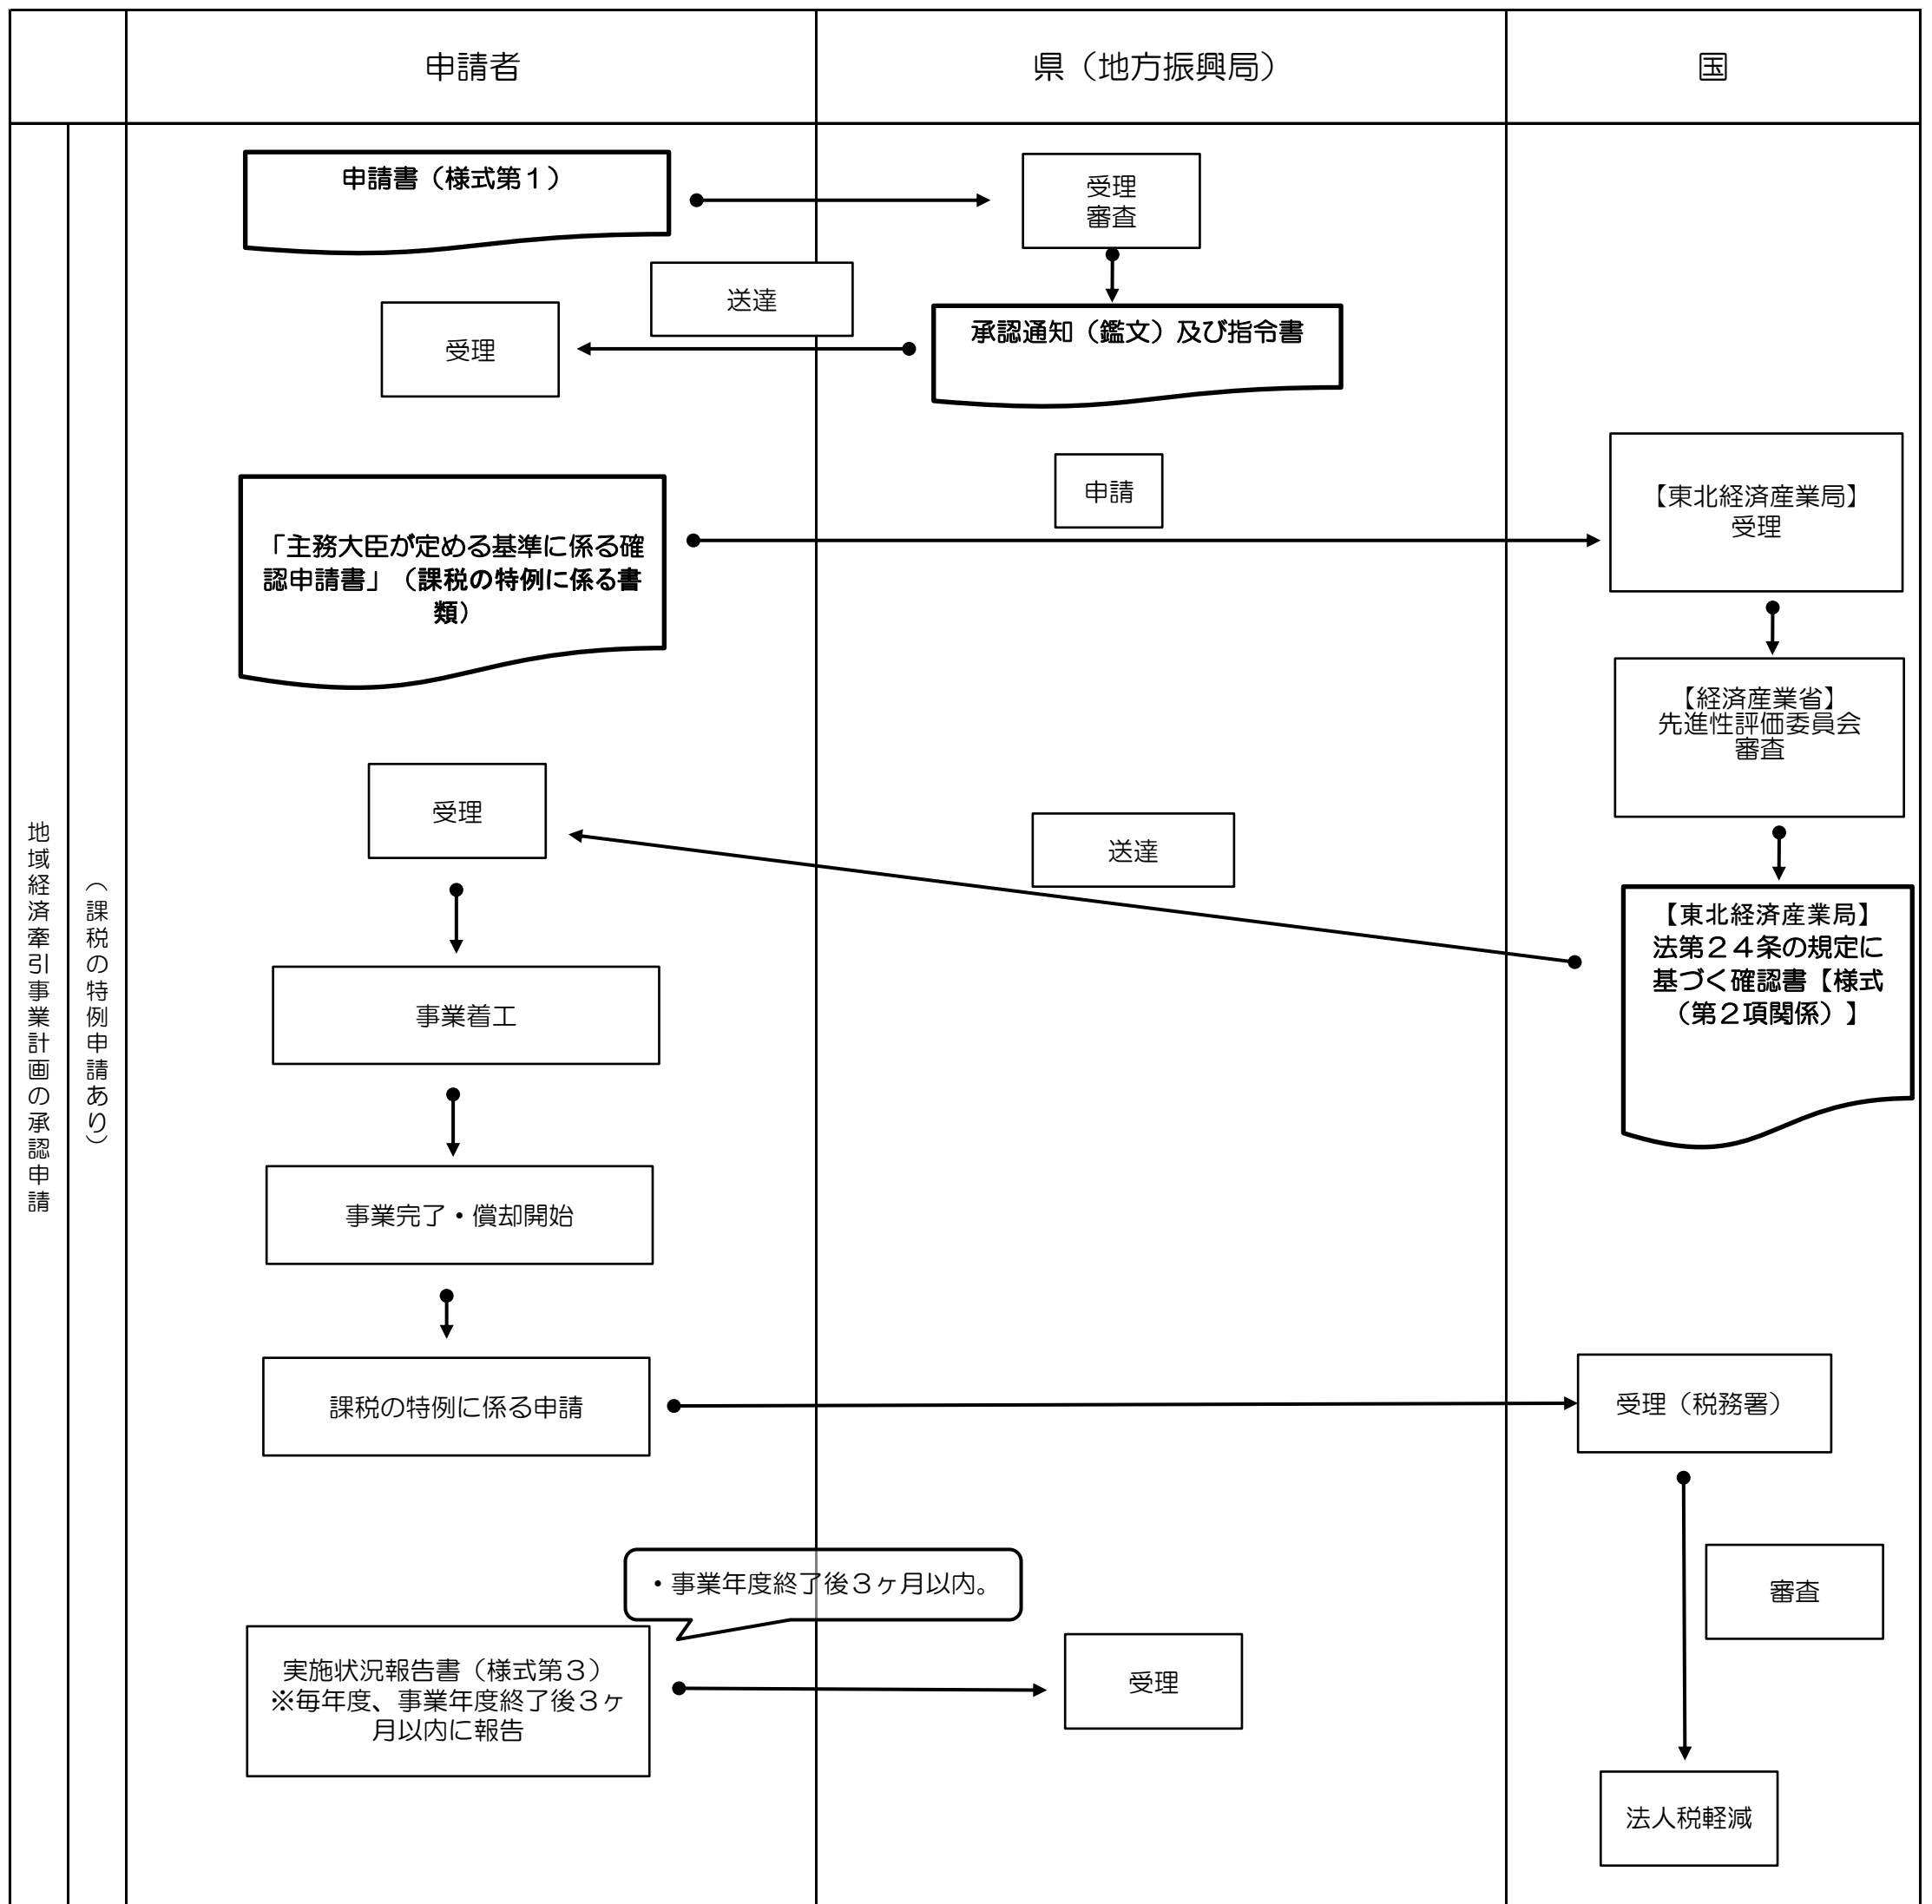 申請者
県（地方振興局）
国
地域経済牽引事業計画の承認申請
（課税の特例申請あり）
申請書（様式第１）
受理
審査
送達
受理
承認通知（鑑文）及び指令書
申請
「主務大臣が定める基準に係る確
認申請書」（課税の特例に係る書
類）
【東北経済産業局】
受理
【経済産業省】
先進性評価委員会
審査
受理
送達
【東北経済産業局】
法第２４条の規定に
基づく確認書【様式
（第２項関係）】
事業着工
事業完了・償却開始
課税の特例に係る申請
受理（税務署）
審査
・事業年度終了後３ヶ月以内。
実施状況報告書（様式第３）
※毎年度、事業年度終了後３ヶ
月以内に報告
受理
法人税軽減